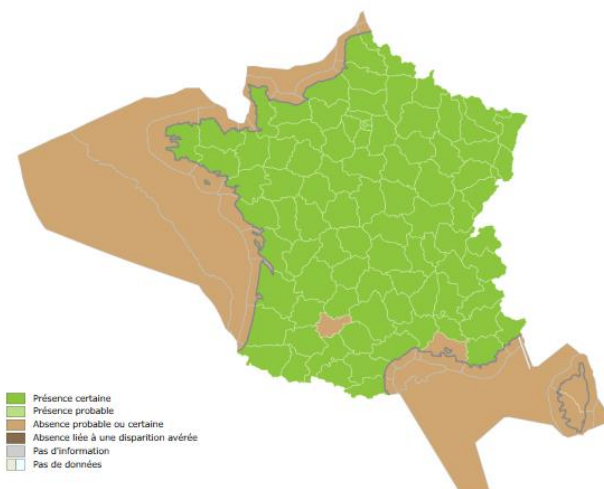 Présence certaine
Présence probable
Absence probable ou certaine
Absence liée à une disparition avérée
Pas d'information
Pas de données